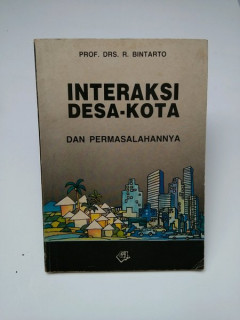 PROF. DRS. R. BINTARTO
INTERAKSI
DESA-KOTA
DAN PERMASALAHANNYA